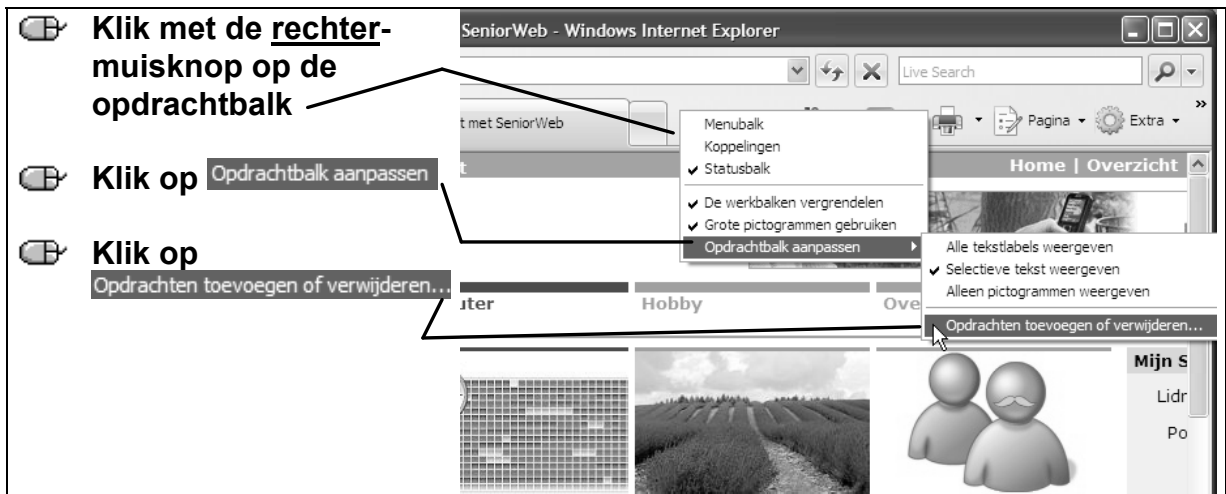 Klik met de rechter-
muisknop op de
opdrachtbalk
Klik op Opdrachtbalk aanpassen
Klik op
Opdrachten toevoegen of verwijderen...
SeniorWeb - Windows Internet Explorer
Live Search
t met SeniorWeb
Pagina
Extra
»
t
Home | Overzicht
Menubalk
Koppelingen
Statusbalk
De werkbalken vergrendelen
Grote pictogrammen gebruiken
Opdrachtbalk aanpassen
Alle tekstlabels weergeven
Selectieve tekst weergeven
Alleen pictogrammen weergeven
Opdrachten toevoegen of verwijderen...
uter
Hobby
Ove
Mijn S
Lidr
Po